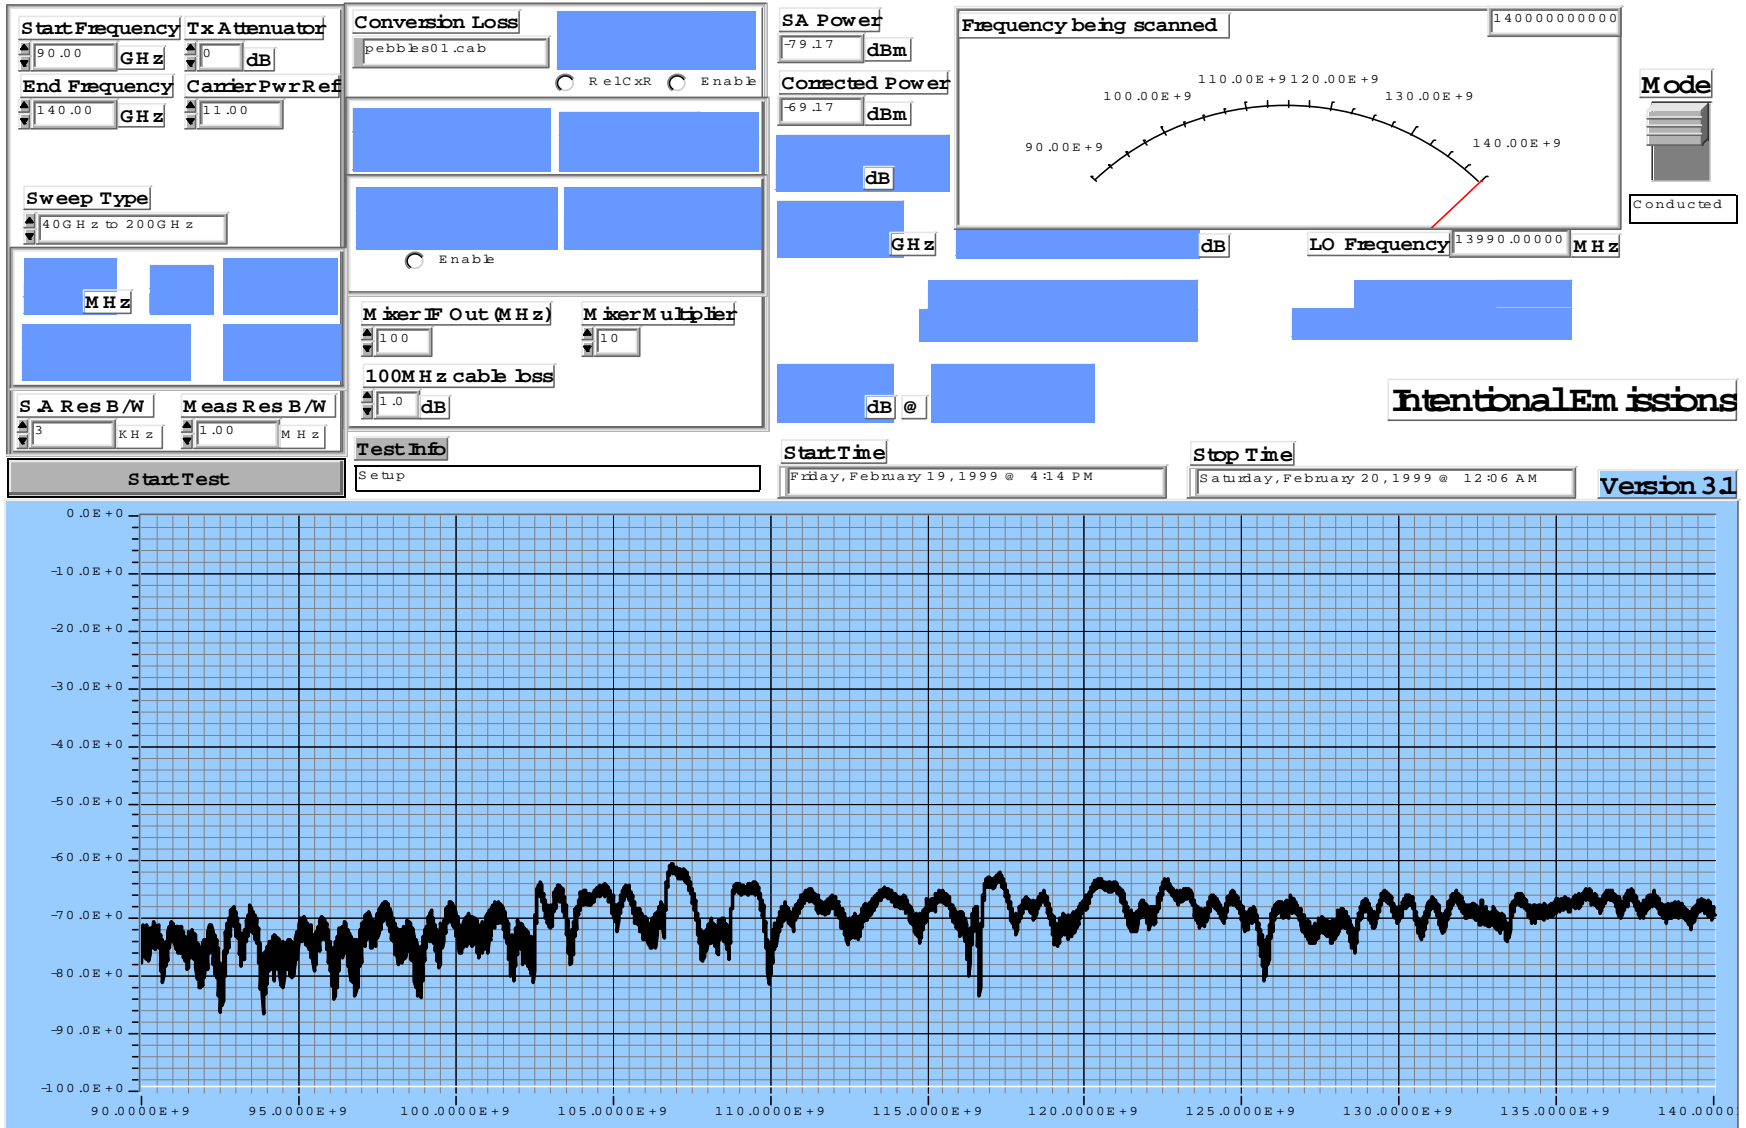 Start Frequency
90.00 GHz
Tx Attenuator
0 dB
End Frequency
140.00 GHz
Carrier Pwr Ref
11.00
Sweep Type
40GHz to 200GHz
MHz
S.A Res B/W
3 KHz
Meas Res B/W
1.00 MHz
Start Test
Conversion Loss
pebbles01.cab
RelCxR
Enable
Enable
Mixer IF Out (MHz)
100
Mixer Multiplier
10
100MHz cable loss
1.0 dB
Test Info
Setup
SA Power
-79.17 dBm
Corrected Power
-69.17 dBm
dB
GHz
dB
dB @
Frequency being scanned
140000000000
90.00E+9
100.00E+9
110.00E+9
120.00E+9
130.00E+9
140.00E+9
Mode
Conducted
LO Frequency 13990.00000 MHz
Intentional Emissions
Start Time
Friday, February 19, 1999 @ 4:14 PM
Stop Time
Saturday, February 20, 1999 @ 12:06 AM
Version 3.1
0.0E+0
-10.0E+0
-20.0E+0
-30.0E+0
-40.0E+0
-50.0E+0
-60.0E+0
-70.0E+0
-80.0E+0
-90.0E+0
-100.0E+0
90.0000E+9 95.0000E+9 100.0000E+9 105.0000E+9 110.0000E+9 115.0000E+9 120.0000E+9 125.0000E+9 130.0000E+9 135.0000E+9 140.0000